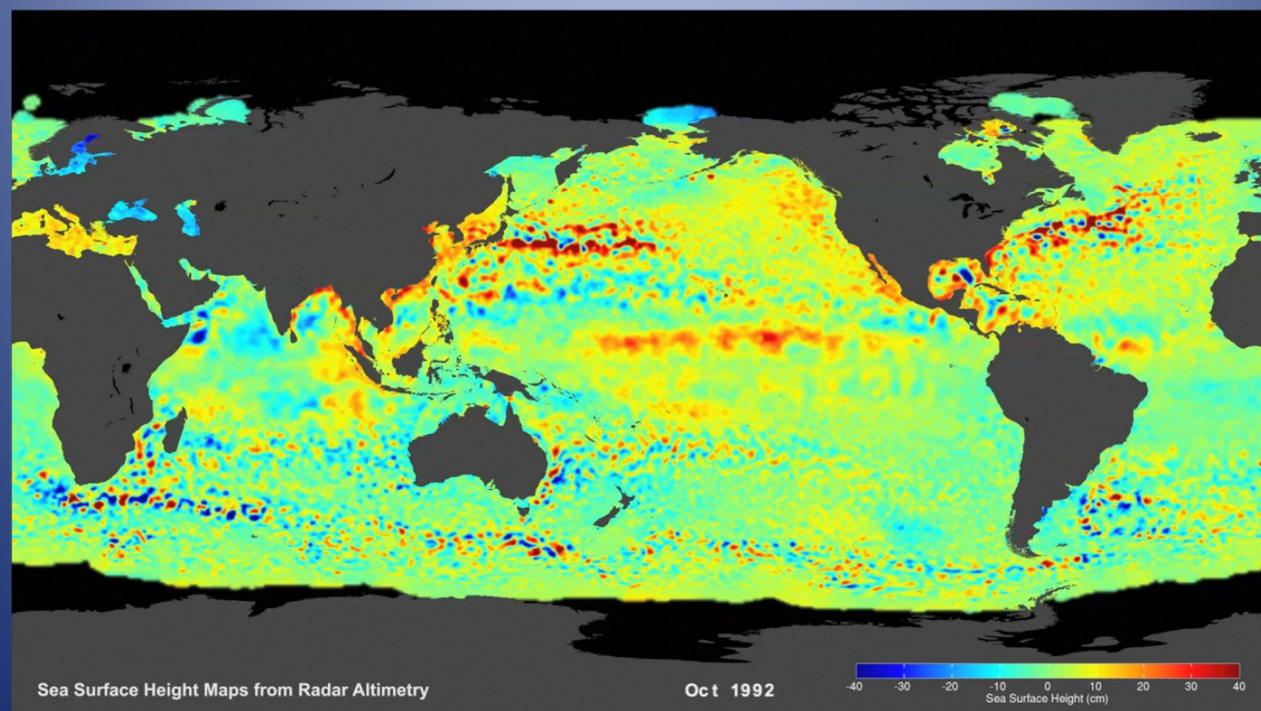 Sea Surface Height Maps from Radar Altimetry
Oct 1992
-40 -30 -20 -10 0 10 20 30 40
Sea Surface Height (cm)